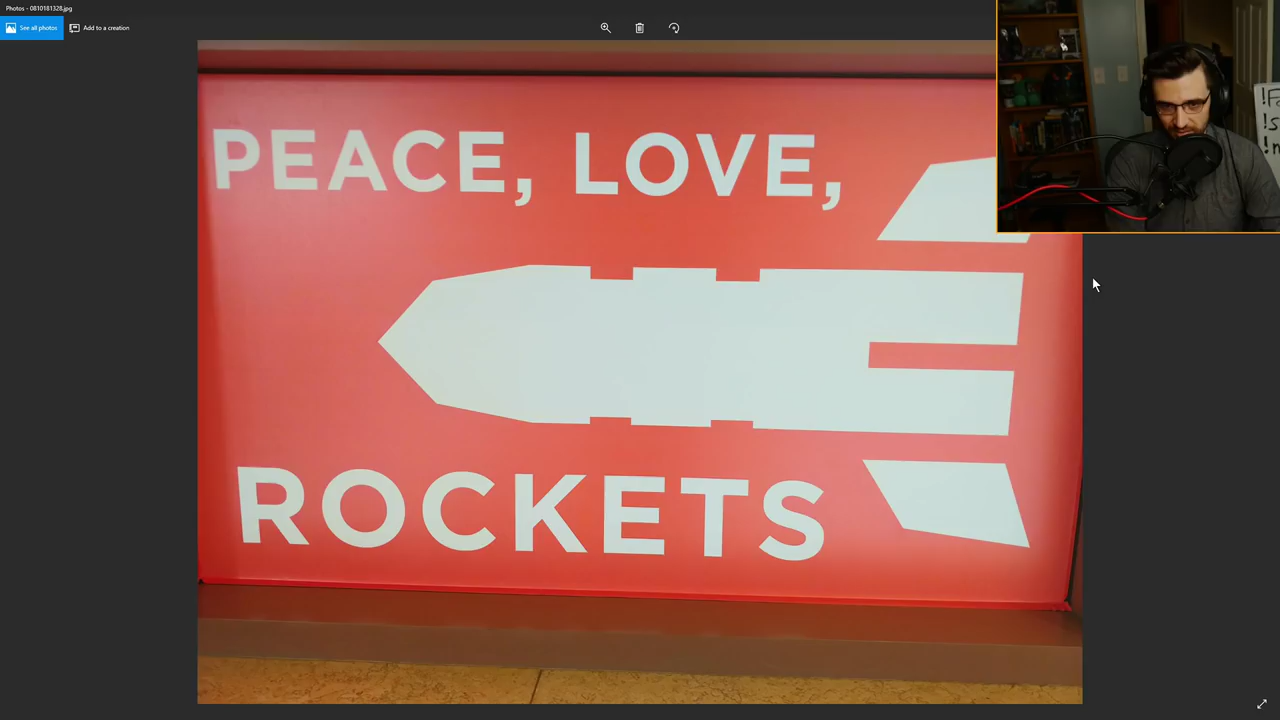 Photos - 0810181328.jpg
See all photos
Add to a creation
PEACE, LOVE,
ROCKETS